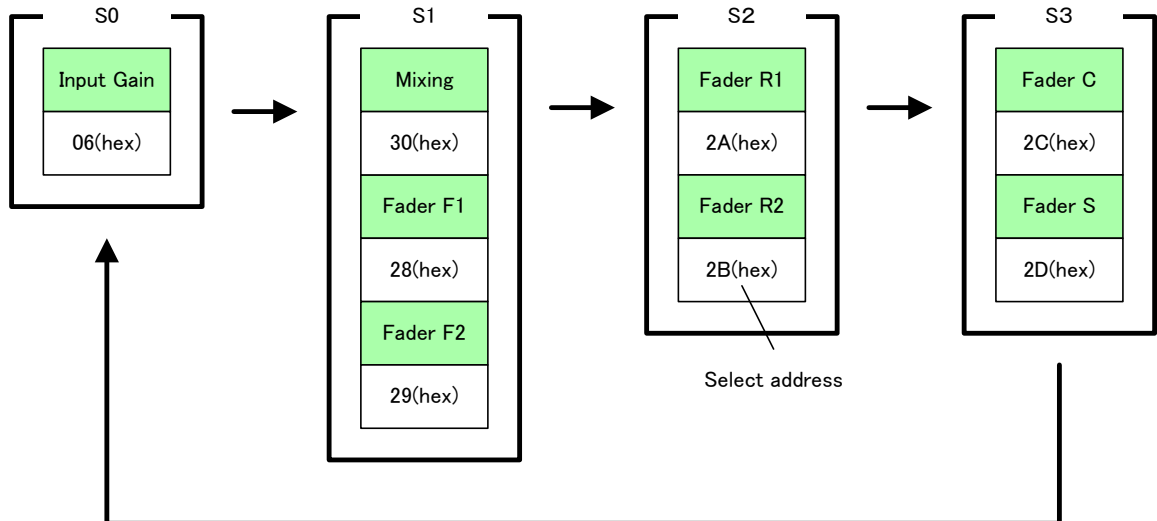 S0
Input Gain
06(hex)
S1
Mixing
30(hex)
Fader F1
28(hex)
Fader F2
29(hex)
S2
Fader R1
2A(hex)
Fader R2
2B(hex)
Select address
S3
Fader C
2C(hex)
Fader S
2D(hex)